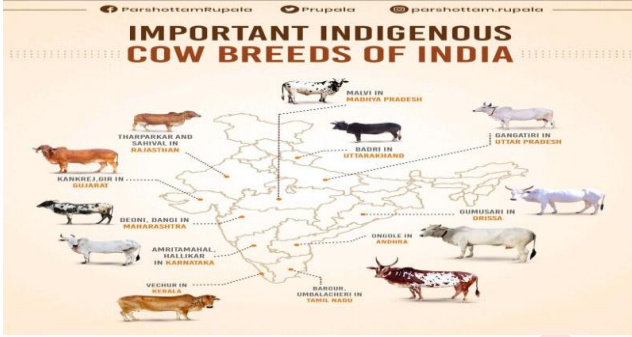 ParshottamRupala Prupala parshottam.rupala
IMPORTANT INDIGENOUS
COW BREEDS OF INDIA
MALVI IN
MADHYA PRADESH
GANGATIRI IN
UTTAR PRADESH
THARPARKAR AND
SAHIVAL IN
RAJASTHAN
BADRI IN
UTTARAKHAND
KANKREJ,GIR IN
GUJARAT
DEONI, DANGI IN
MAHARASHTRA
GUMUSARI IN
ORISSA
ONGOLE IN
ANDHRA
AMRITAMAHAL,
HALLIKAR
IN KARNATAKA
VECHUR IN
KERALA
BARGUR,
UMBALACHERI IN
TAMIL NADU